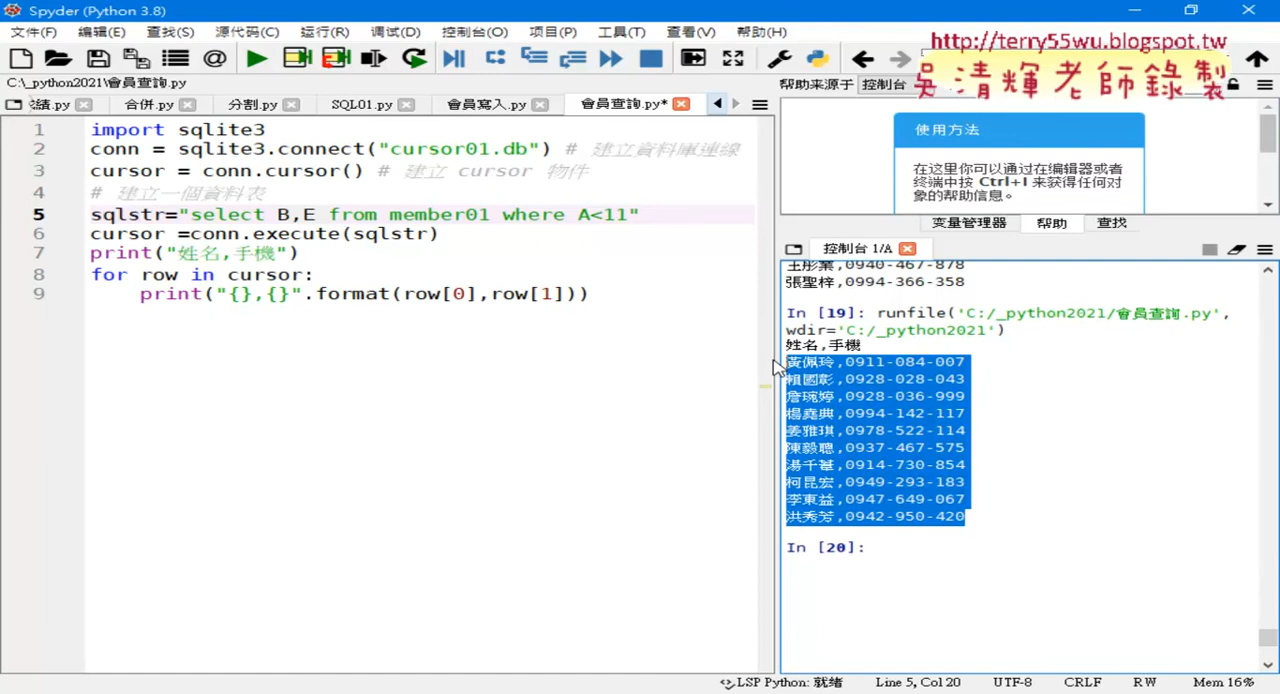 Spyder (Python 3.8)
文件(F) 编辑(E) 查找(S) 源代码(C) 运行(R) 调试(D) 控制台(O) 项目(P) 工具(T) 查看(V) 帮助(H)
http://terry55wu.blogspot.tw
吳清輝老師錄製
C:\_python2021\會員查詢.py
帮助来源于 控制台
绩.py 合併.py 分割.py SQL01.py 會員寫入.py 會員查詢.py*
1 import sqlite3
2 conn = sqlite3.connect("cursor01.db") # 建立資料庫連線
3 cursor = conn.cursor() # 建立 cursor 物件
4 # 建立一個資料表
5 sqlstr="select B,E from member01 where A<11"
6 cursor =conn.execute(sqlstr)
7 print("姓名,手機")
8 for row in cursor:
9 print("{},{}".format(row[0],row[1]))
使用方法
在这里你可以通过在编辑器或者
终端中按 Ctrl+I 来获得任何对
象的帮助信息。
变量管理器 帮助 查找
控制台 1/A
王彤葉,0940-467-878
張聖梓,0994-366-358
In [19]: runfile('C:/_python2021/會員查詢.py',
wdir='C:/_python2021')
姓名,手機
黃佩玲,0911-084-007
賴國彰,0928-028-043
詹琬婷,0928-036-999
楊堯典,0994-142-117
姜雅琪,0978-522-114
陳毅聰,0937-467-575
湯千葦,0914-730-854
柯昆宏,0949-293-183
李東益,0947-649-067
洪秀芳,0942-950-420
In [20]:
LSP Python: 就绪 Line 5, Col 20 UTF-8 CRLF RW Mem 16%